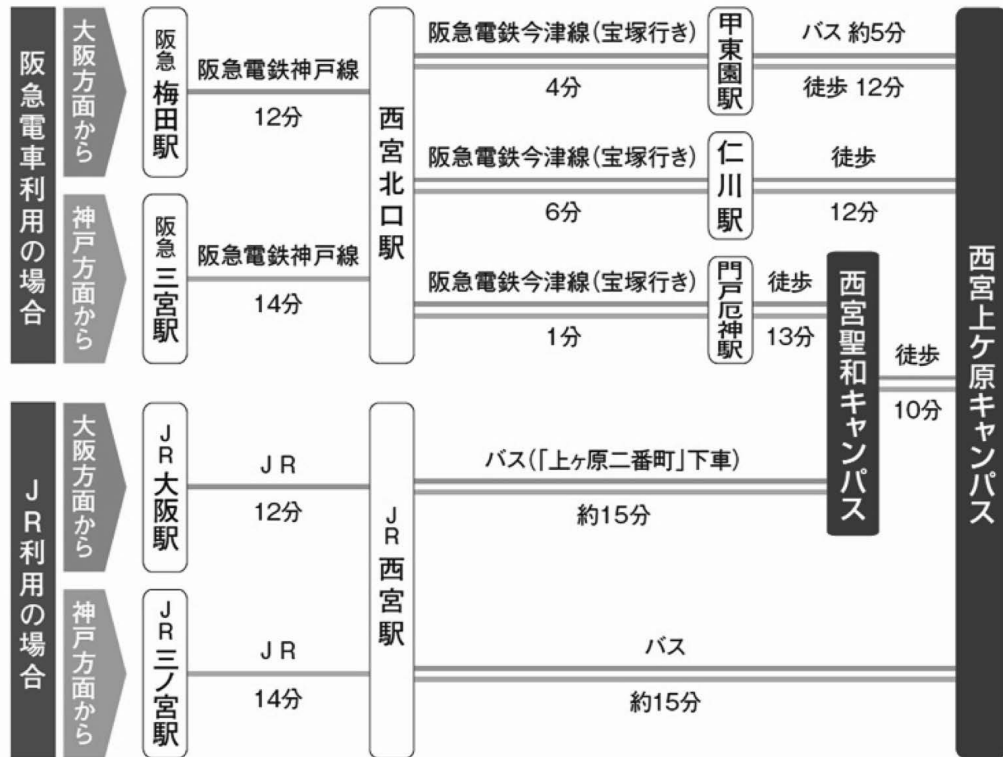 阪急電車利用の場合
大阪方面から
阪急 梅田駅
阪急電鉄神戸線
12分
神戸方面から
阪急 三宮駅
阪急電鉄神戸線
14分
西宮北口駅
阪急電鉄今津線(宝塚行き)
4分
甲東園駅
バス 約5分
徒歩 12分
阪急電鉄今津線(宝塚行き)
6分
仁川駅
徒歩
12分
阪急電鉄今津線(宝塚行き)
1分
門戸厄神駅
徒歩
13分
西宮聖和キャンパス
徒歩
10分
西宮上ケ原キャンパス
JR利用の場合
大阪方面から
JR 大阪駅
JR
12分
神戸方面から
JR 三ノ宮駅
JR
14分
JR 西宮駅
バス(「上ヶ原二番町」下車)
約15分
バス
約15分